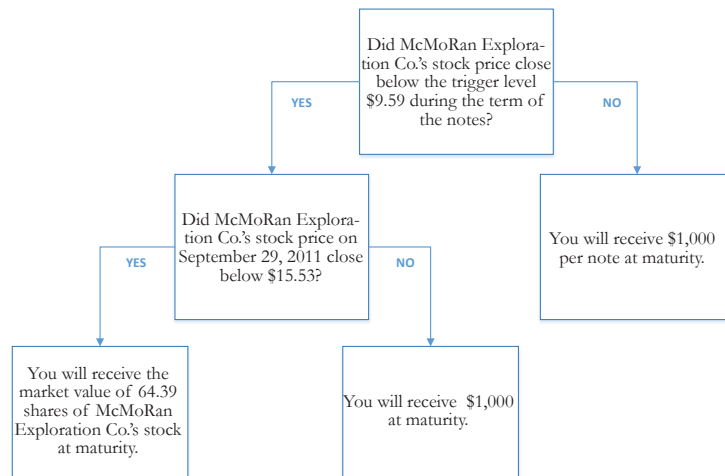 Did McMoRan Explora-
tion Co.'s stock price close
below the trigger level
$9.59 during the term of
the notes?
YES
NO
Did McMoRan Explora-
tion Co.'s stock price on
September 29, 2011 close
below $15.53?
You will receive $1,000
per note at maturity.
YES
NO
You will receive the
market value of 64.39
shares of McMoRan
Exploration Co.'s stock
at maturity.
You will receive $1,000
at maturity.